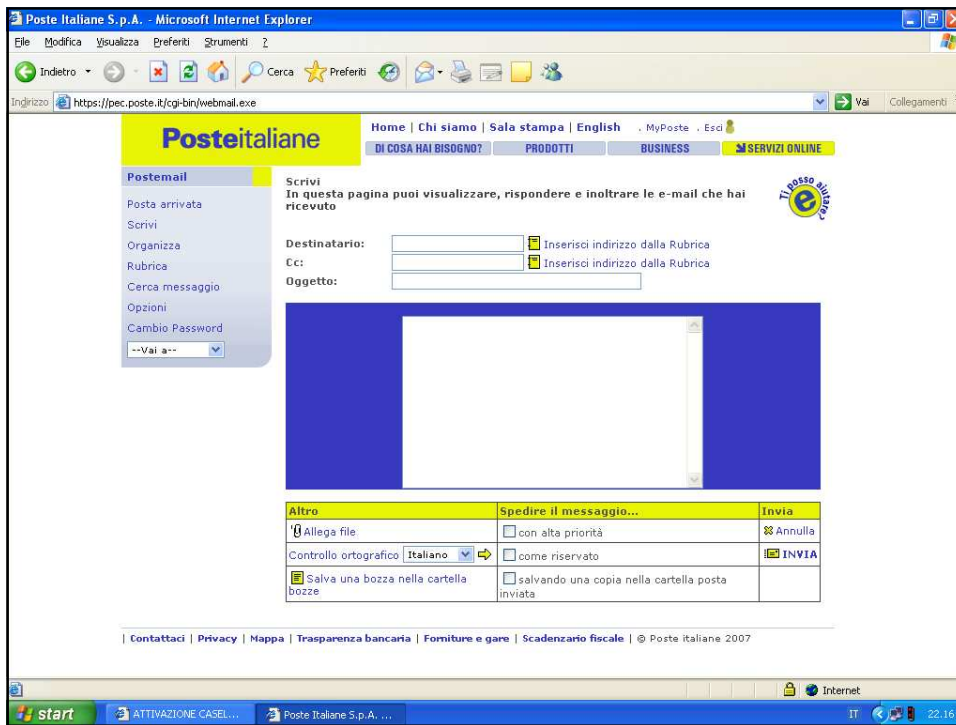 Poste Italiane S.p.A. - Microsoft Internet Explorer
File Modifica Visualizza Preferiti Strumenti ?
Indietro Cerca Preferiti
Indirizzo https://pec.poste.it/cgi-bin/webmail.exe Vai Collegamenti
Posteitaliane
Home | Chi siamo | Sala stampa | English . MyPoste . Esci
DI COSA HAI BISOGNO? PRODOTTI BUSINESS SERVIZI ONLINE
Postemail
Posta arrivata
Scrivi
Organizza
Rubrica
Cerca messaggio
Opzioni
Cambio Password
--Vai a--
Scrivi
In questa pagina puoi visualizzare, rispondere e inoltrare le e-mail che hai
ricevuto
Ti posso aiutare?
Destinatario: Inserisci indirizzo dalla Rubrica
Cc: Inserisci indirizzo dalla Rubrica
Oggetto:
Altro Spedire il messaggio... Invia
Allega file con alta priorità Annulla
Controllo ortografico Italiano come riservato INVIA
Salva una bozza nella cartella
bozze
salvando una copia nella cartella posta
inviata
| Contattaci | Privacy | Mappa | Trasparenza bancaria | Forniture e gare | Scadenzario fiscale | © Poste italiane 2007
Internet
start ATTIVAZIONE CASEL... Poste Italiane S.p.A. ... IT 22.16